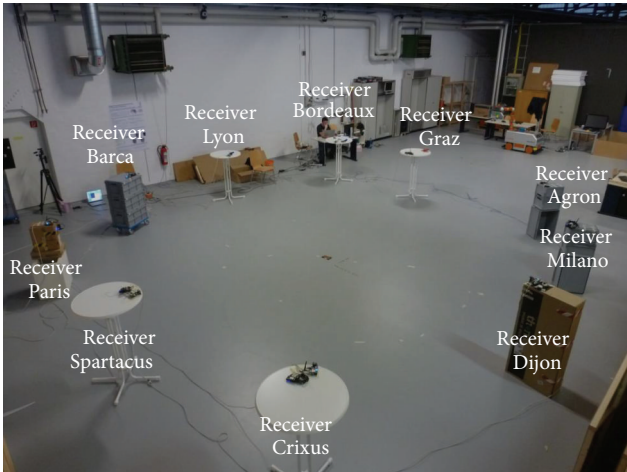 Receiver
Bordeaux
Receiver
Lyon
Receiver
Graz
Receiver
Barca
Receiver
Agron
Receiver
Milano
Receiver
Paris
Receiver
Spartacus
Receiver
Dijon
Receiver
Crixus